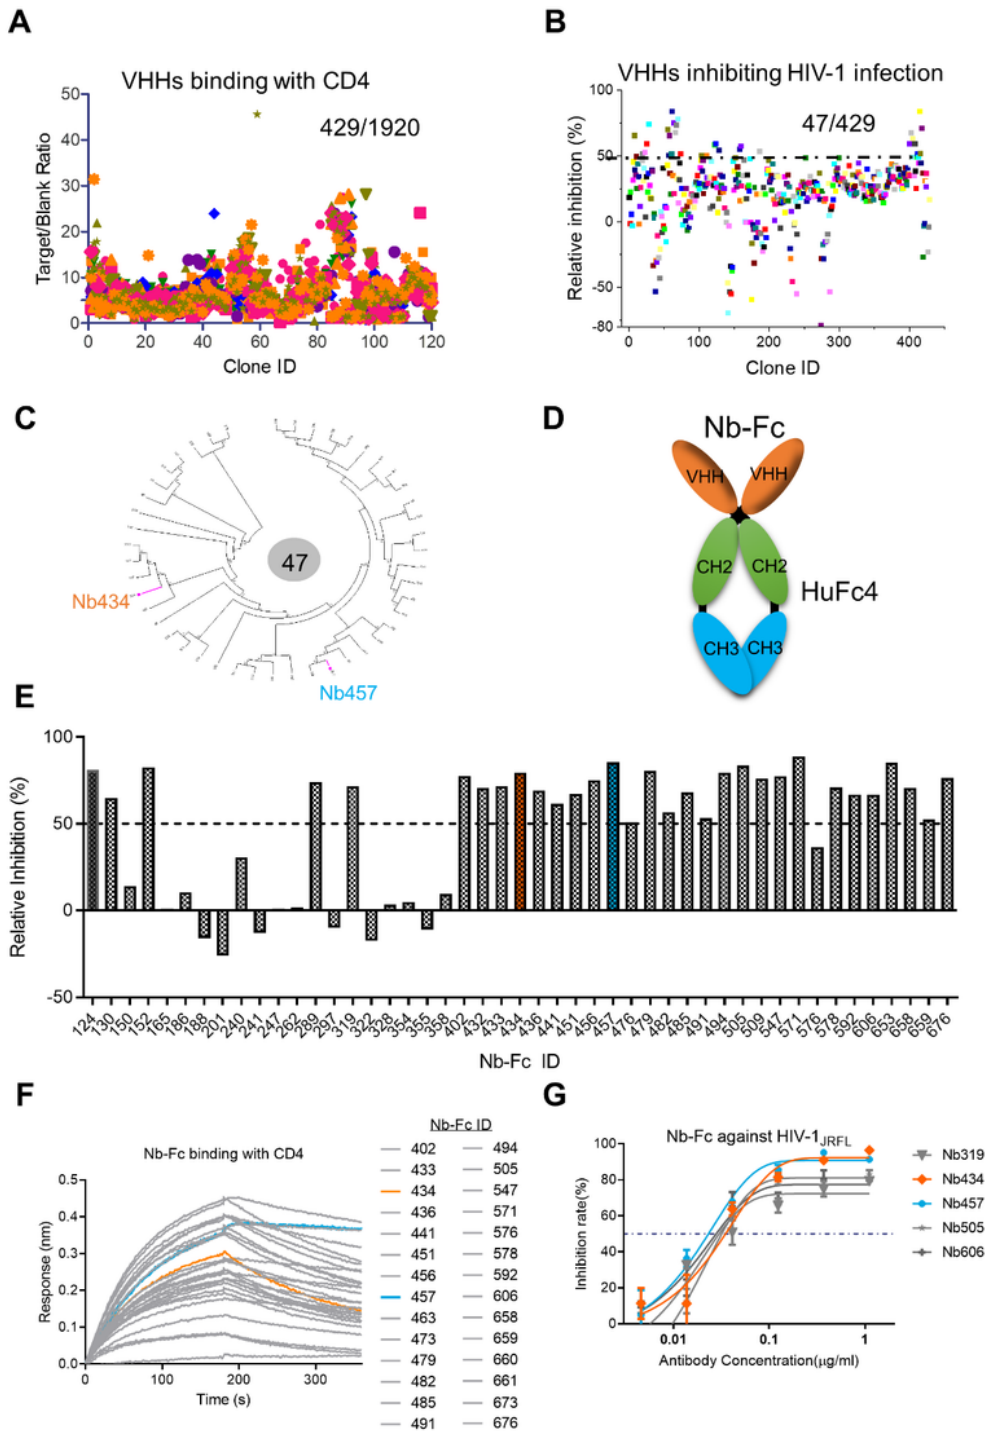 A
VHHs binding with CD4
429/1920
Target/Blank Ratio
50
40
30
20
10
0
0 20 40 60 80 100 120
Clone ID
B
VHHs inhibiting HIV-1 infection
47/429
Relative inhibition (%)
100
50
0
-50
-80
0 100 200 300 400
Clone ID
C
47
Nb434
Nb457
D
Nb-Fc
VHH VHH
CH2 CH2
HuFc4
CH3 CH3
E
Relative Inhibition (%)
100
50
0
-50
124 130 150 152 165 186 188 201 240 241 247 262 289 297 319 322 328 354 355 358 402 432 433 434 436 441 451 456 457 476 479 482 485 491 494 505 509 547 571 576 578 592 606 653 658 659 676
Nb-Fc ID
F
Nb-Fc binding with CD4
Response (nm)
0.5
0.4
0.3
0.2
0.1
0.0
0 100 200 300
Time (s)
Nb-Fc ID
402 494
433 505
434 547
436 571
441 576
451 578
456 592
457 606
463 658
473 659
479 660
482 661
485 673
491 676
G
Nb-Fc against HIV-1JRFL
Inhibition rate(%)
100
80
60
40
20
0
0.01 0.1 1
Antibody Concentration(μg/ml)
Nb319
Nb434
Nb457
Nb505
Nb606